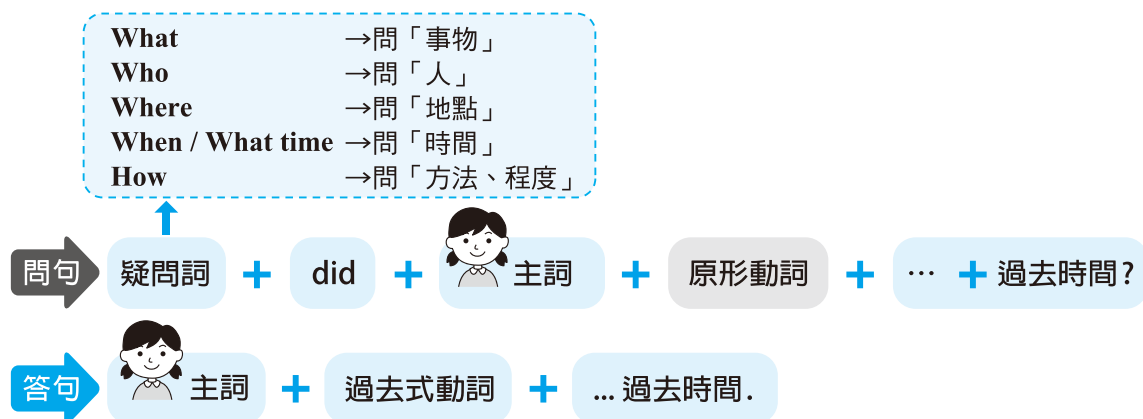 What →問「事物」
Who →問「人」
Where →問「地點」
When / What time →問「時間」
How →問「方法、程度」
問句 疑問詞 + did + 主詞 + 原形動詞 + … + 過去時間?
答句 主詞 + 過去式動詞 + ... 過去時間.